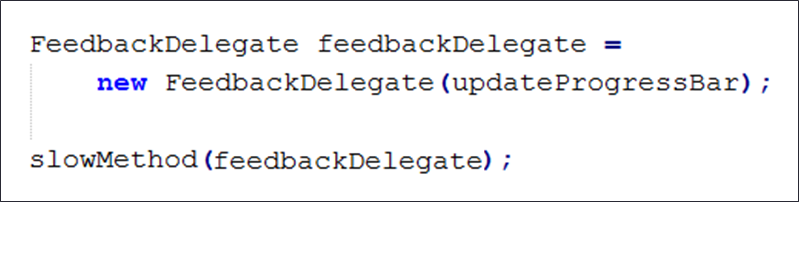 FeedbackDelegate feedbackDelegate =
new FeedbackDelegate(updateProgressBar);
slowMethod(feedbackDelegate);